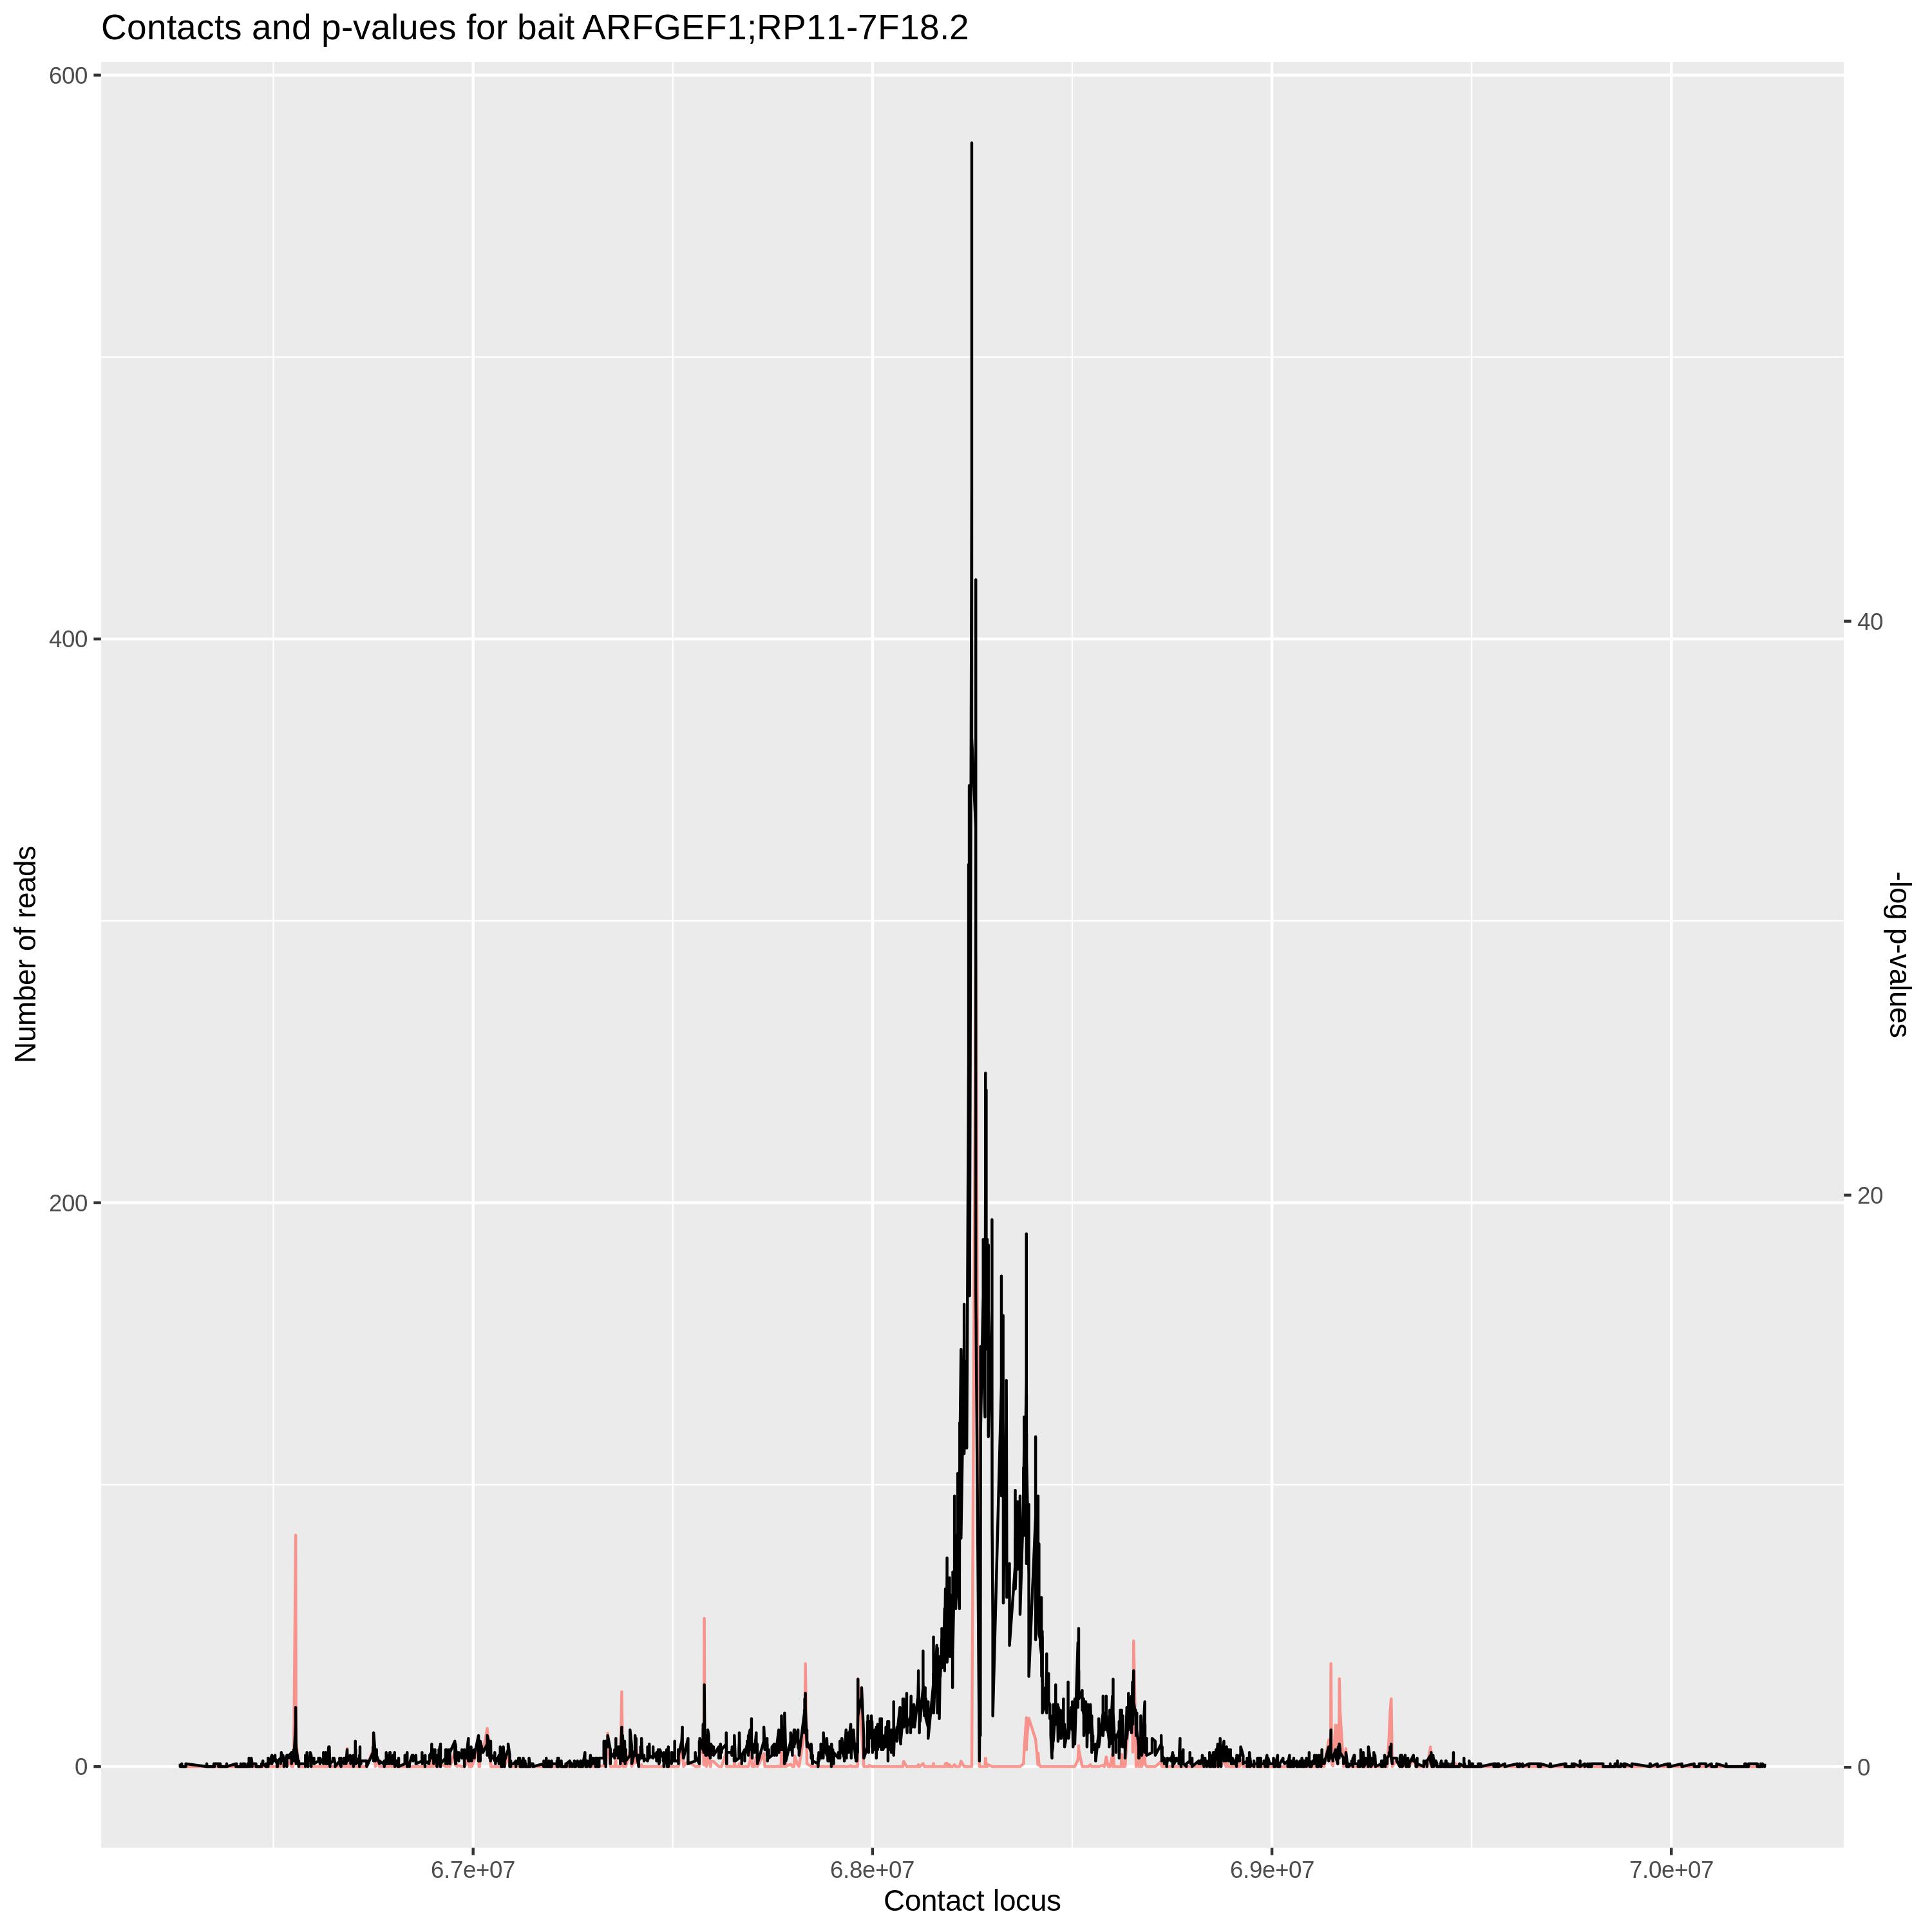 Contacts and p-values for bait ARFGEF1;RP11-7F18.2
600
400
200
0
Number of reads
40
20
0
-log p-values
6.7e+07 6.8e+07 6.9e+07 7.0e+07
Contact locus